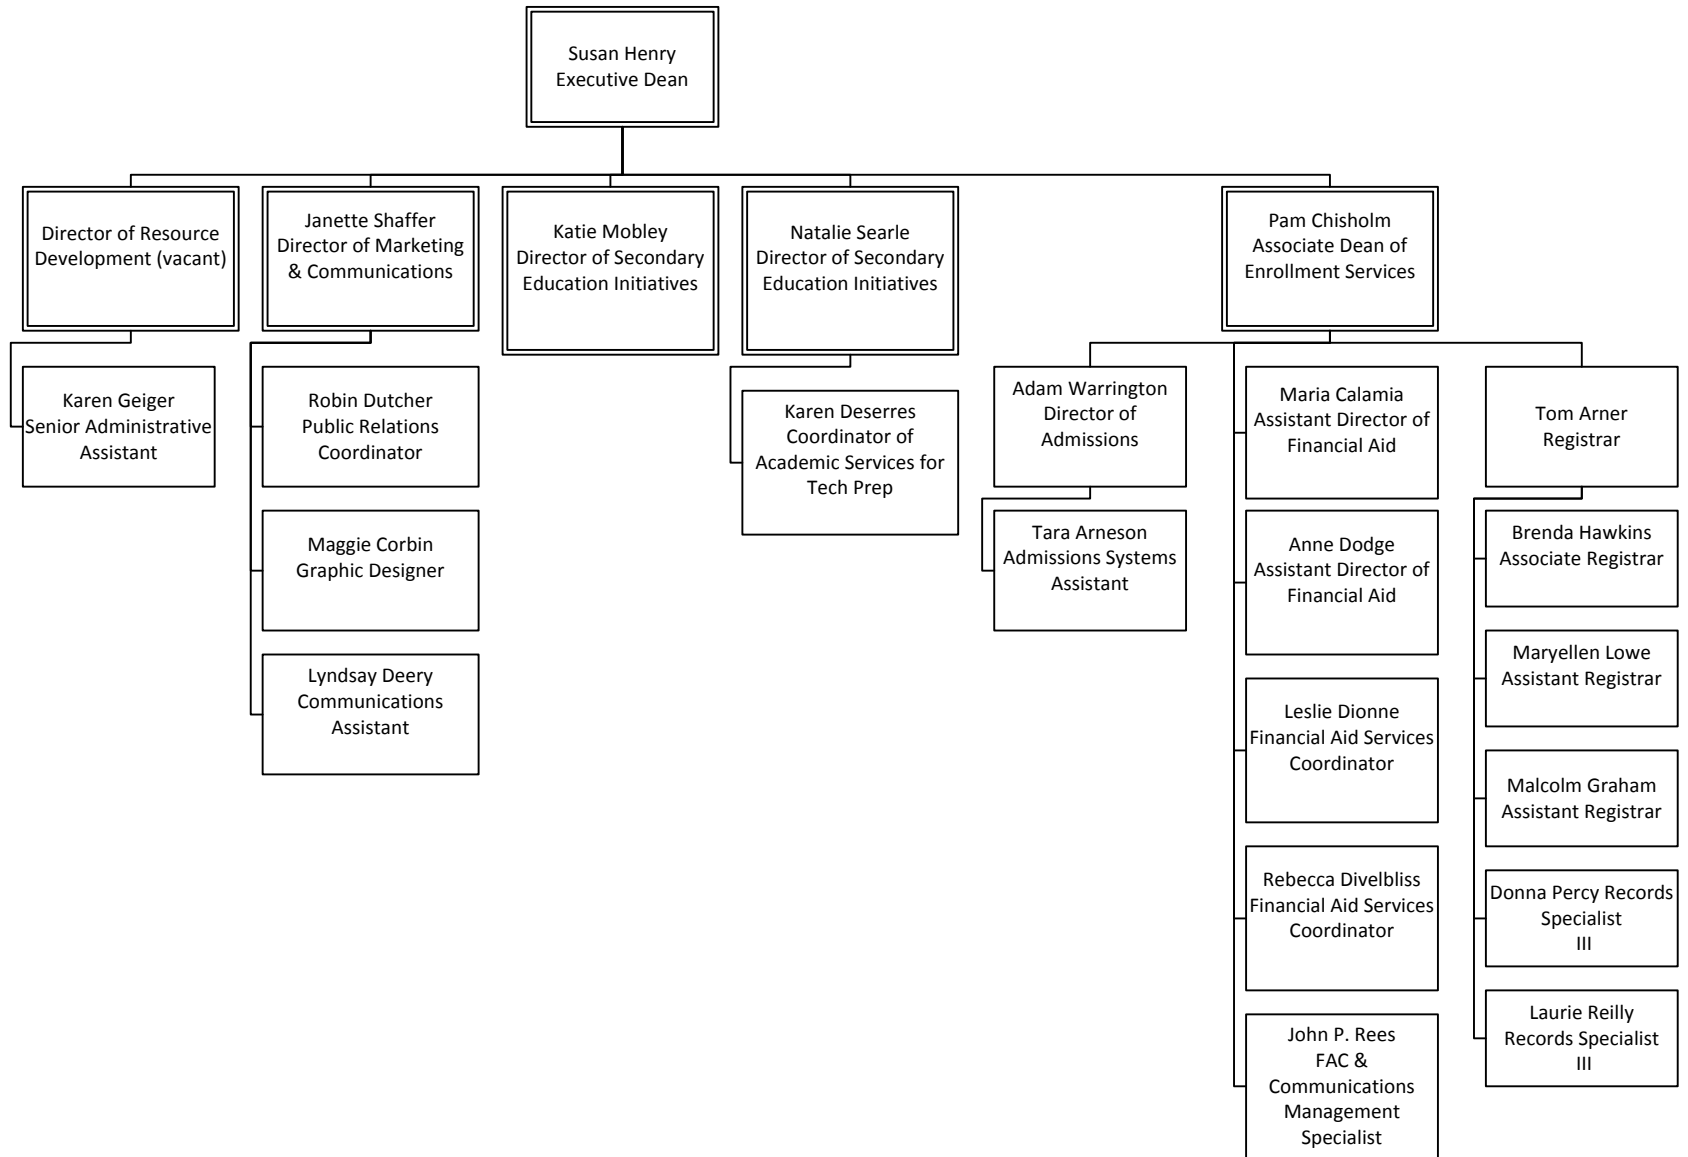 Susan Henry
Executive Dean
Director of Resource
Development (vacant)
Janette Shaffer
Director of Marketing
& Communications
Katie Mobley
Director of Secondary
Education Initiatives
Natalie Searle
Director of Secondary
Education Initiatives
Pam Chisholm
Associate Dean of
Enrollment Services
Karen Geiger
Senior Administrative
Assistant
Robin Dutcher
Public Relations
Coordinator
Maggie Corbin
Graphic Designer
Lyndsay Deery
Communications
Assistant
Karen Deserres
Coordinator of
Academic Services for
Tech Prep
Adam Warrington
Director of
Admissions
Tara Arneson
Admissions Systems
Assistant
Maria Calamia
Assistant Director of
Financial Aid
Anne Dodge
Assistant Director of
Financial Aid
Leslie Dionne
Financial Aid Services
Coordinator
Rebecca Divelbliss
Financial Aid Services
Coordinator
John P. Rees
FAC &
Communications
Management
Specialist
Tom Arner
Registrar
Brenda Hawkins
Associate Registrar
Maryellen Lowe
Assistant Registrar
Malcolm Graham
Assistant Registrar
Donna Percy Records
Specialist
III
Laurie Reilly
Records Specialist
III